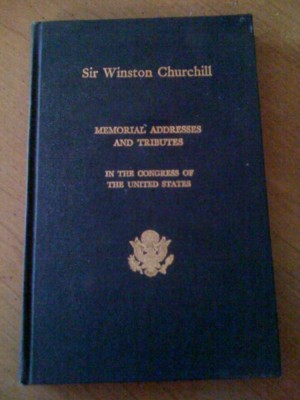 Sir Winston Churchill
MEMORIAL ADDRESSES
AND TRIBUTES
IN THE CONGRESS OF
THE UNITED STATES